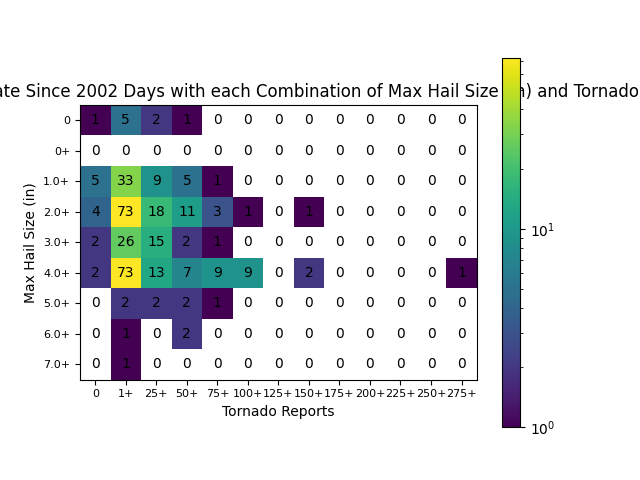 ate Since 2002 Days with each Combination of Max Hail Size (in) and Tornado
Max Hail Size (in)
0 1 5 2 1 0 0 0 0 0 0 0 0 0
0+ 0 0 0 0 0 0 0 0 0 0 0 0 0
1.0+ 5 33 9 5 1 0 0 0 0 0 0 0 0
2.0+ 4 73 18 11 3 1 0 1 0 0 0 0 0
3.0+ 2 26 15 2 1 0 0 0 0 0 0 0 0
4.0+ 2 73 13 7 9 9 0 2 0 0 0 0 1
5.0+ 0 2 2 2 1 0 0 0 0 0 0 0 0
6.0+ 0 1 0 2 0 0 0 0 0 0 0 0 0
7.0+ 0 1 0 0 0 0 0 0 0 0 0 0 0
0 1+ 25+ 50+ 75+ 100+ 125+ 150+ 175+ 200+ 225+ 250+ 275+
Tornado Reports
10¹
10⁰